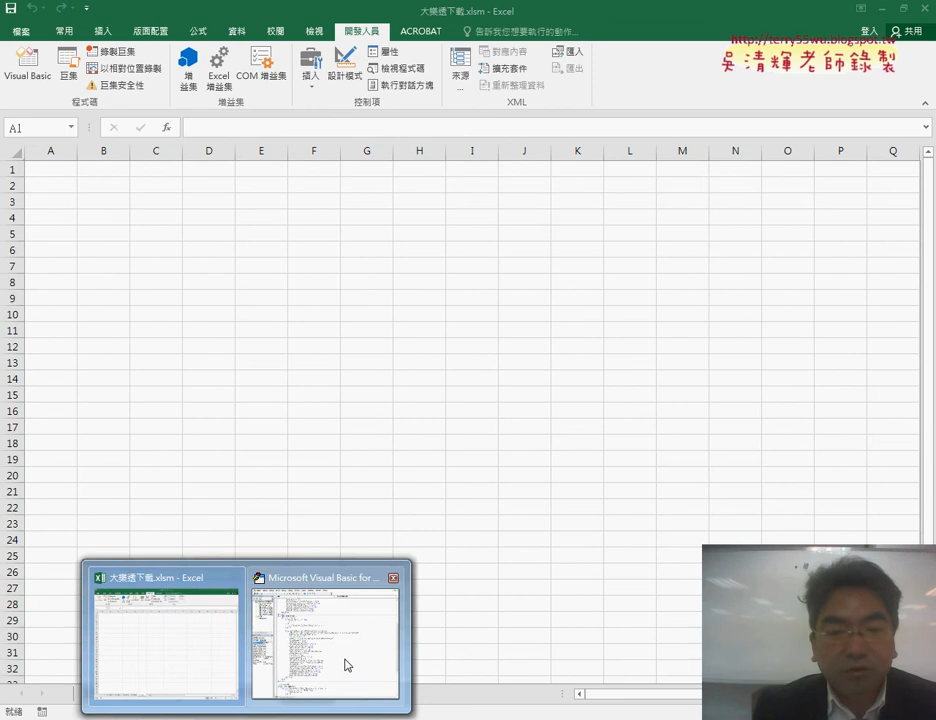 大樂透下載.xlsm - Excel
登入 共用
檔案 常用 插入 版面配置 公式 資料 校閱 檢視 開發人員 ACROBAT 告訴我您想要執行的動作...
http://terry55wu.blogspot.tw
吳清輝老師錄製
Visual Basic 巨集 錄製巨集 以相對位置錄製 巨集安全性
增益集 Excel 增益集 COM 增益集
插入 設計模式 屬性 檢視程式碼 執行對話方塊
來源 ... 對應內容 擴充套件 重新整理資料 匯入 匯出
程式碼 增益集 控制項 XML
A1 fx
A B C D E F G H I J K L M N O P Q
1
2
3
4
5
6
7
8
9
10
11
12
13
14
15
16
17
18
19
20
21
22
23
24
25
26
27
28
29
30
31
32
大樂透下載.xlsm - Excel
Microsoft Visual Basic for ...
就緒